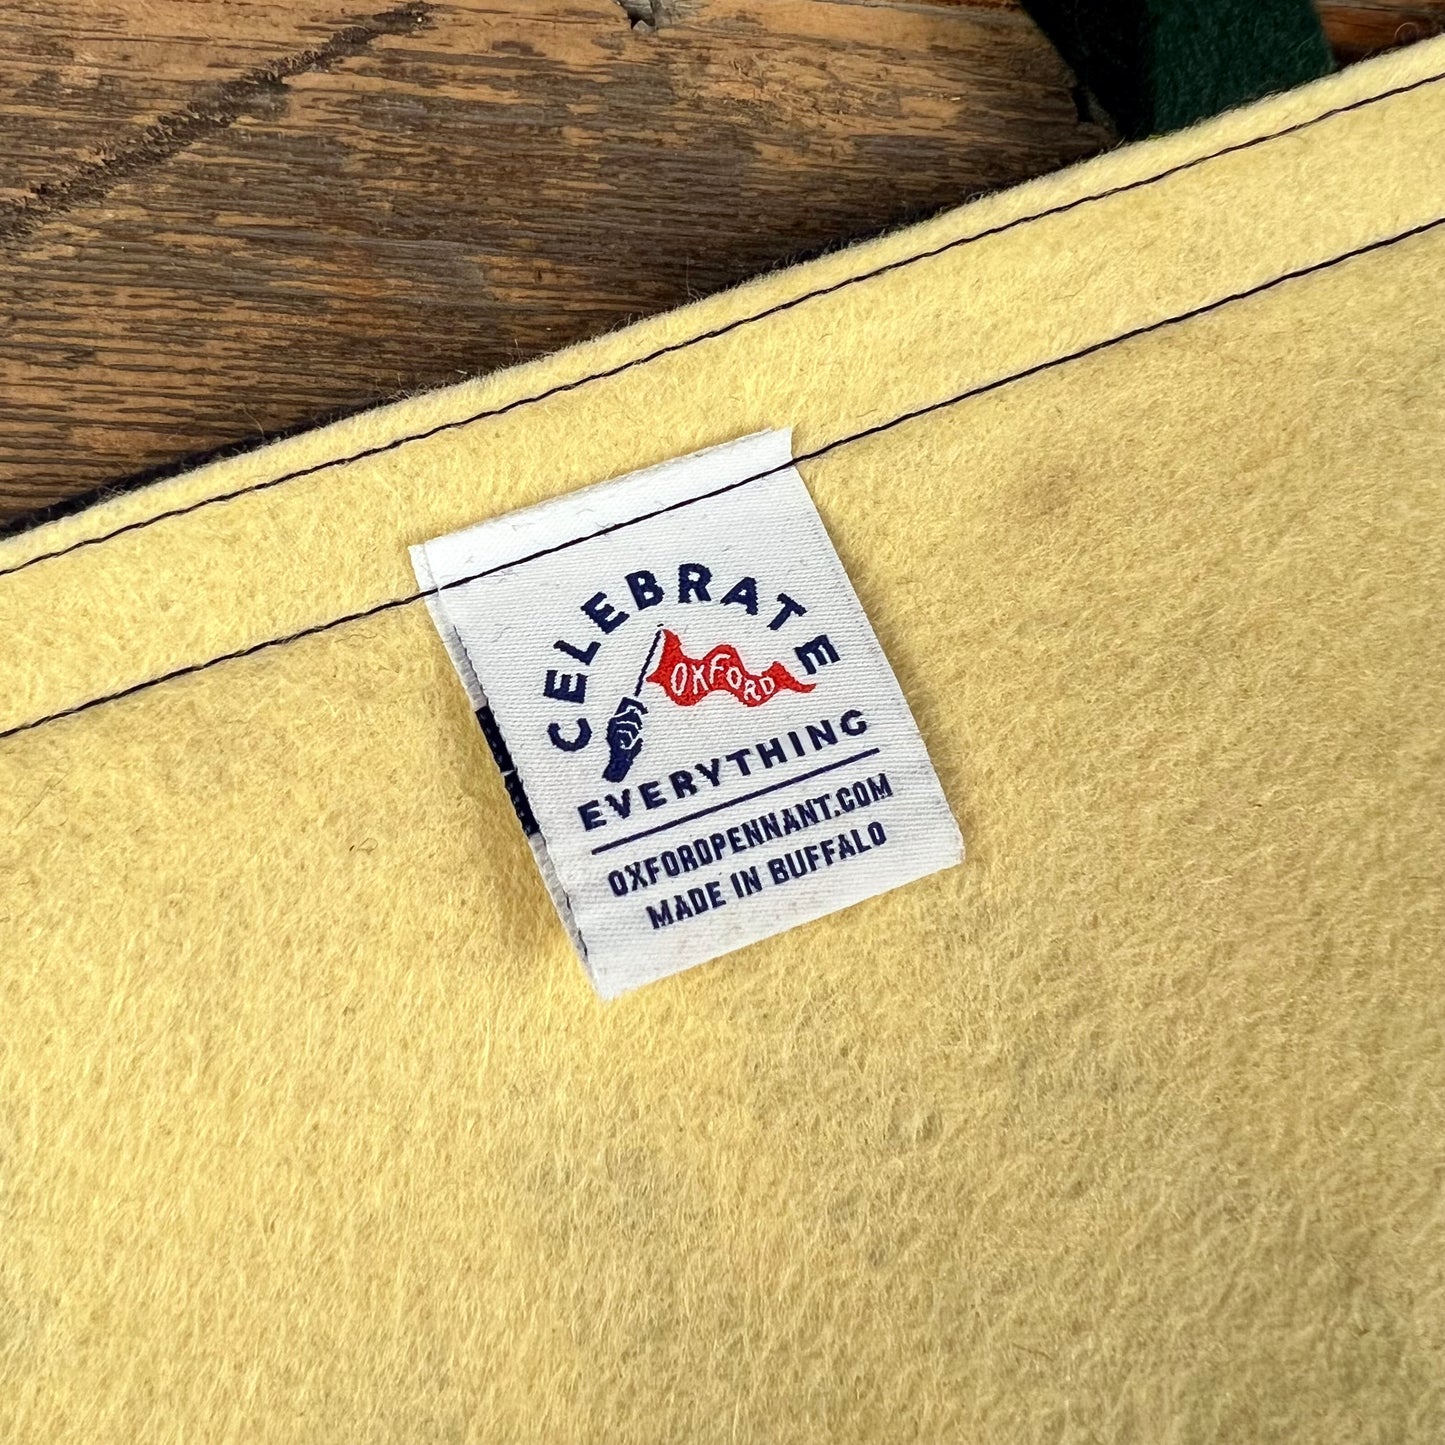 CELEBRATE
OXFORD
EVERYTHING
OXFORDPENNANT.COM
MADE IN BUFFALO